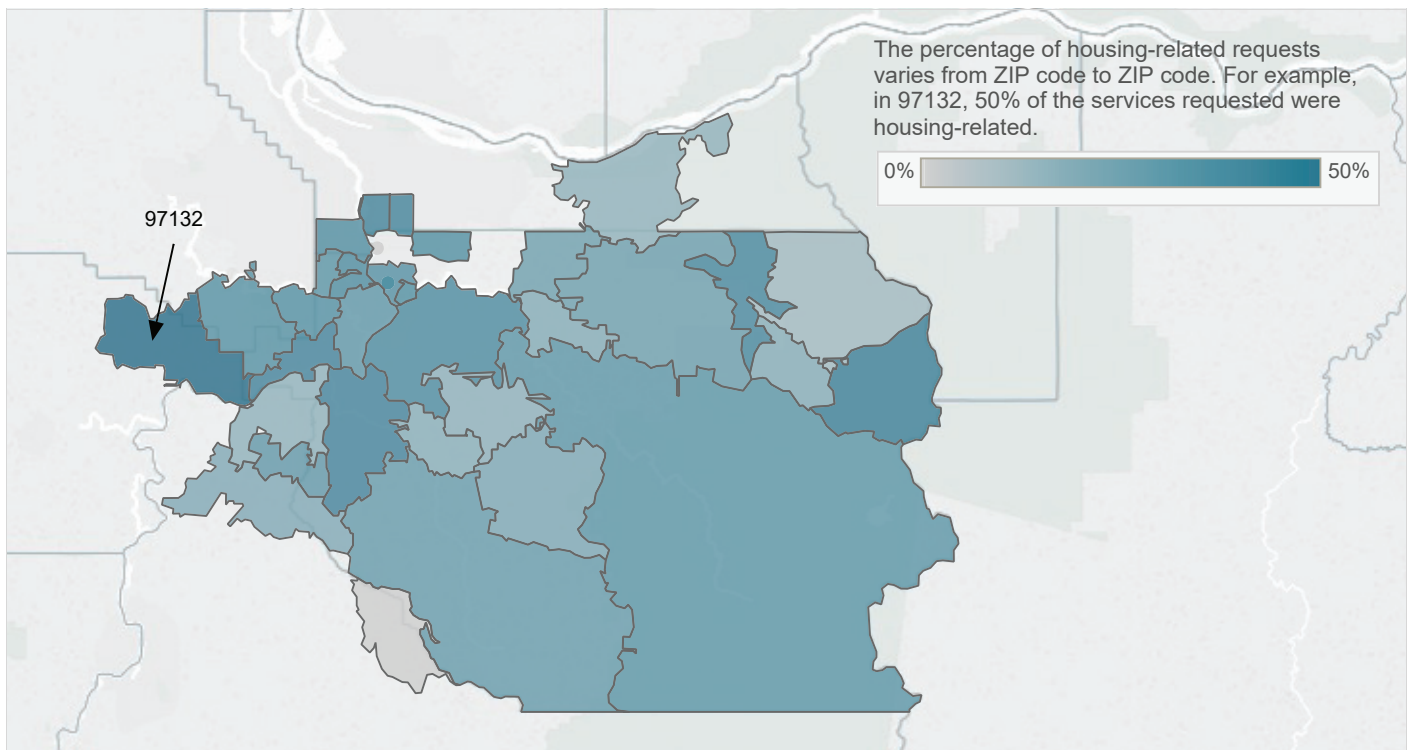 The percentage of housing-related requests
varies from ZIP code to ZIP code. For example,
in 97132, 50% of the services requested were
housing-related.
0% 50%
97132